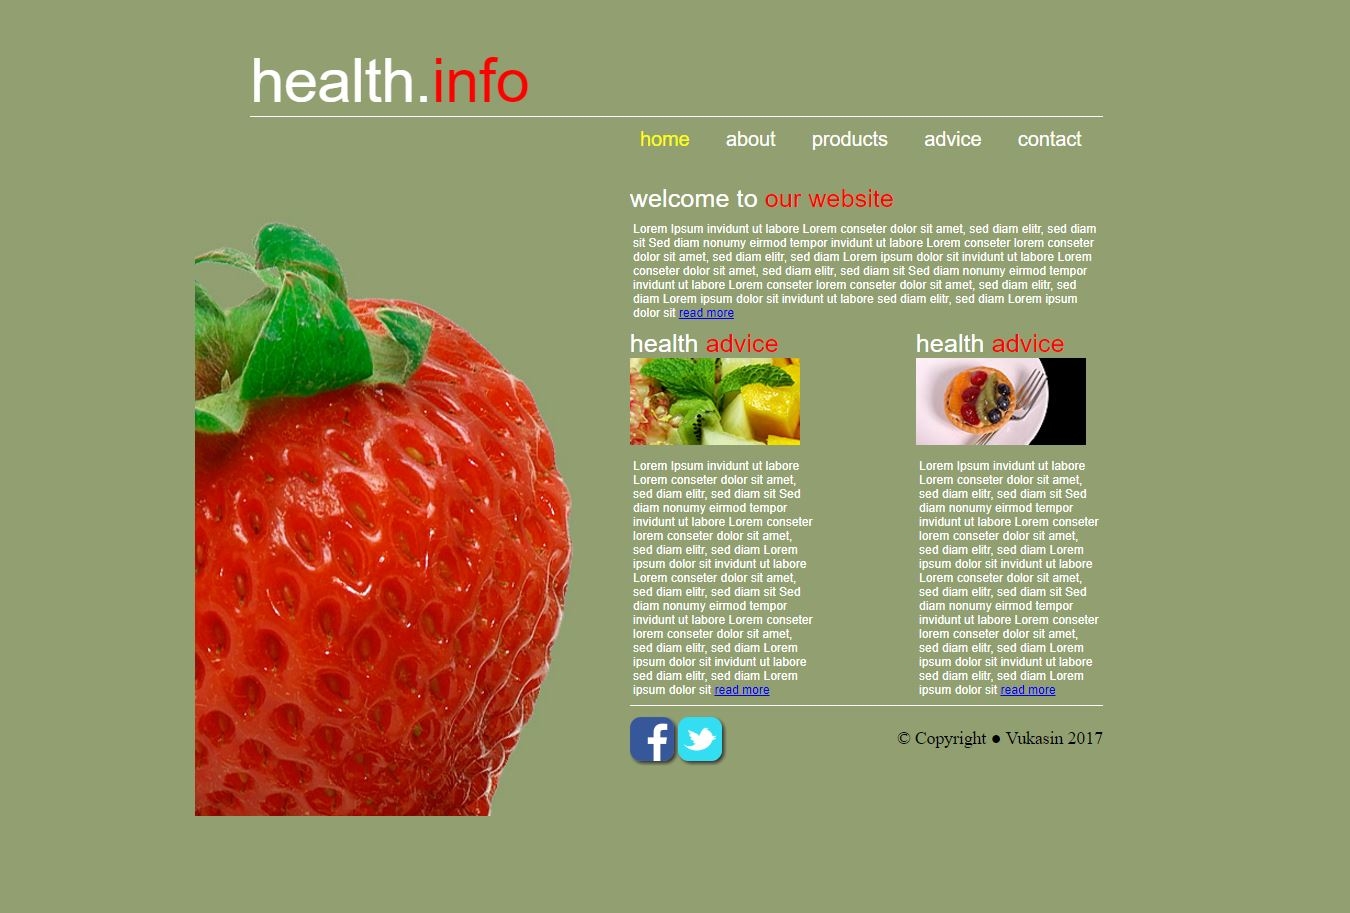 health.info
home about products advice contact
welcome to our website
Lorem Ipsum invidunt ut labore Lorem conseter dolor sit amet, sed diam elitr, sed diam
sit Sed diam nonumy eirmod tempor invidunt ut labore Lorem conseter lorem conseter
dolor sit amet, sed diam elitr, sed diam Lorem ipsum dolor sit invidunt ut labore Lorem
conseter dolor sit amet, sed diam elitr, sed diam sit Sed diam nonumy eirmod tempor
invidunt ut labore Lorem conseter lorem conseter dolor sit amet, sed diam elitr, sed
diam Lorem ipsum dolor sit invidunt ut labore sed diam elitr, sed diam Lorem ipsum
dolor sit read more
health advice
Lorem Ipsum invidunt ut labore
Lorem conseter dolor sit amet,
sed diam elitr, sed diam sit Sed
diam nonumy eirmod tempor
invidunt ut labore Lorem conseter
lorem conseter dolor sit amet,
sed diam elitr, sed diam Lorem
ipsum dolor sit invidunt ut labore
Lorem conseter dolor sit amet,
sed diam elitr, sed diam sit Sed
diam nonumy eirmod tempor
invidunt ut labore Lorem conseter
lorem conseter dolor sit amet,
sed diam elitr, sed diam Lorem
ipsum dolor sit invidunt ut labore
sed diam elitr, sed diam Lorem
ipsum dolor sit read more
health advice
Lorem Ipsum invidunt ut labore
Lorem conseter dolor sit amet,
sed diam elitr, sed diam sit Sed
diam nonumy eirmod tempor
invidunt ut labore Lorem conseter
lorem conseter dolor sit amet,
sed diam elitr, sed diam Lorem
ipsum dolor sit invidunt ut labore
Lorem conseter dolor sit amet,
sed diam elitr, sed diam sit Sed
diam nonumy eirmod tempor
invidunt ut labore Lorem conseter
lorem conseter dolor sit amet,
sed diam elitr, sed diam Lorem
ipsum dolor sit invidunt ut labore
sed diam elitr, sed diam Lorem
ipsum dolor sit read more
f
© Copyright ● Vukasin 2017